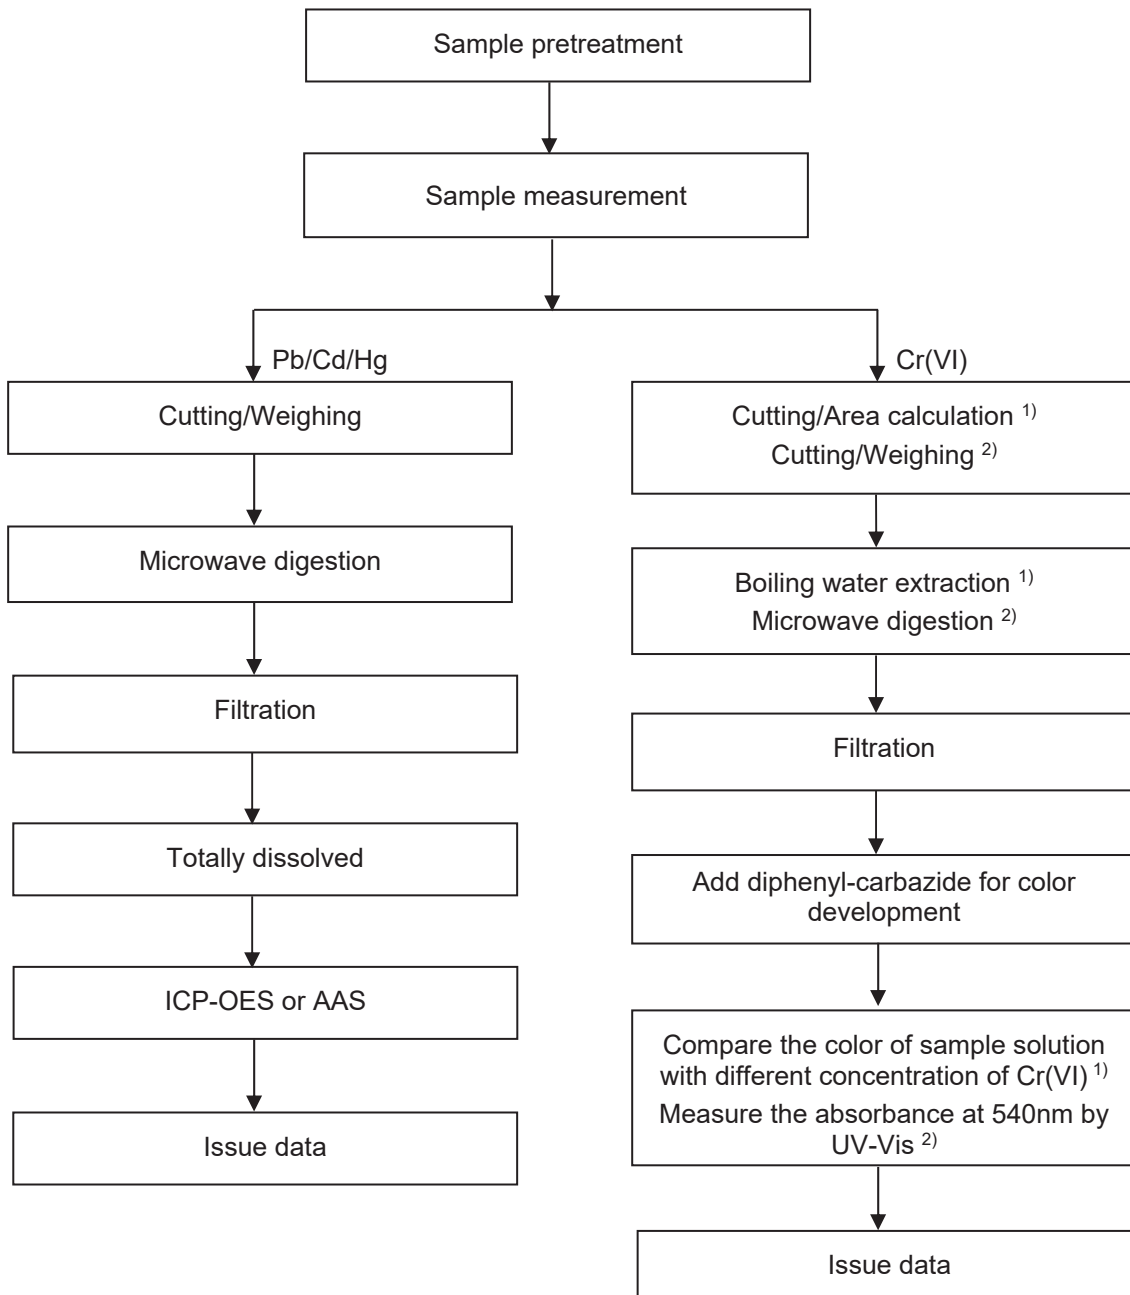 Sample pretreatment
Sample measurement
Pb/Cd/Hg
Cutting/Weighing
Microwave digestion
Filtration
Totally dissolved
ICP-OES or AAS
Issue data
Cr(VI)
Cutting/Area calculation 1)
Cutting/Weighing 2)
Boiling water extraction 1)
Microwave digestion 2)
Filtration
Add diphenyl-carbazide for color
development
Compare the color of sample solution
with different concentration of Cr(VI) 1)
Measure the absorbance at 540nm by
UV-Vis 2)
Issue data